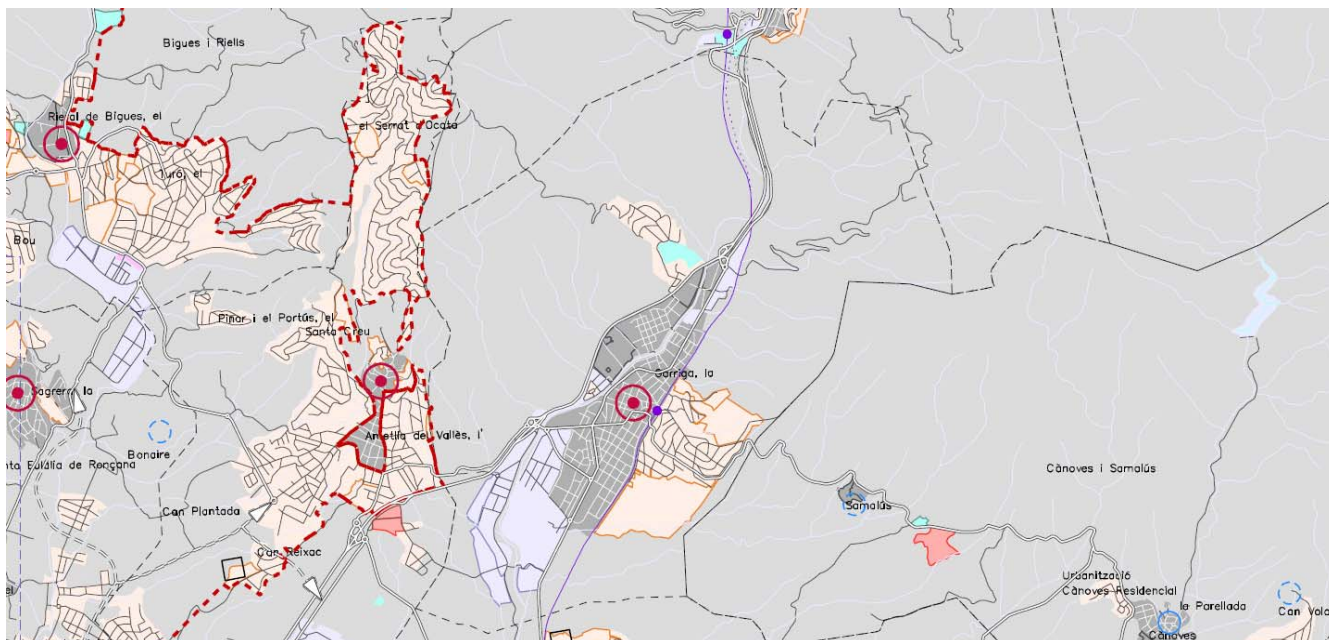 Bigues i Riells
Rieral de Bigues, el
el Serrat d'Ocata
Turó, el
Bou
Pinar i el Portús, el
Santa Creu
Garriga, la
Sagrera, la
Ametlla del Vallès, l'
Bonaire
nta Eulàlia de Ronçana
Cànoves i Samalús
Can Plantada
Samalús
Can Reixac
Urbanització
Cànoves Residencial
el
la Parellada
Can Vola
Cànoves